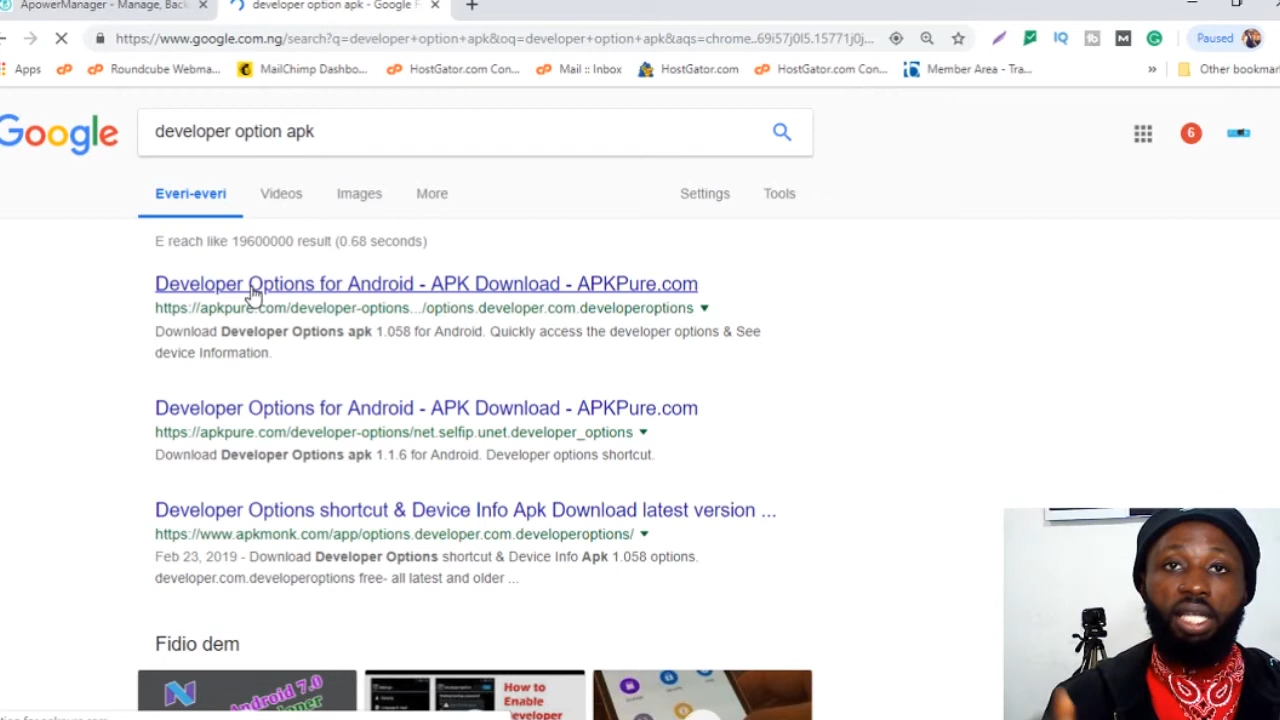 ApowerManager - Manage, Back
developer option apk - Google F
https://www.google.com.ng/search?q=developer+option+apk&oq=developer+option+apk&aqs=chrome..69i57j0l5.15771j0j...
Paused
Apps
Roundcube Webma...
MailChimp Dashbo...
HostGator.com Con...
Mail :: Inbox
HostGator.com
HostGator.com Con...
Member Area - Tra...
»
Other bookmar
Google
developer option apk
6
Everi-everi
Videos
Images
More
Settings
Tools
E reach like 19600000 result (0.68 seconds)
Developer Options for Android - APK Download - APKPure.com
https://apkpure.com/developer-options.../options.developer.com.developeroptions
Download Developer Options apk 1.058 for Android. Quickly access the developer options & See
device Information.
Developer Options for Android - APK Download - APKPure.com
https://apkpure.com/developer-options/net.selfip.unet.developer_options
Download Developer Options apk 1.1.6 for Android. Developer options shortcut.
Developer Options shortcut & Device Info Apk Download latest version ...
https://www.apkmonk.com/app/options.developer.com.developeroptions/
Feb 23, 2019 - Download Developer Options shortcut & Device Info Apk 1.058 options.
developer.com.developeroptions free- all latest and older ...
Fidio dem
Android 7.0
How to
Enable
Developer